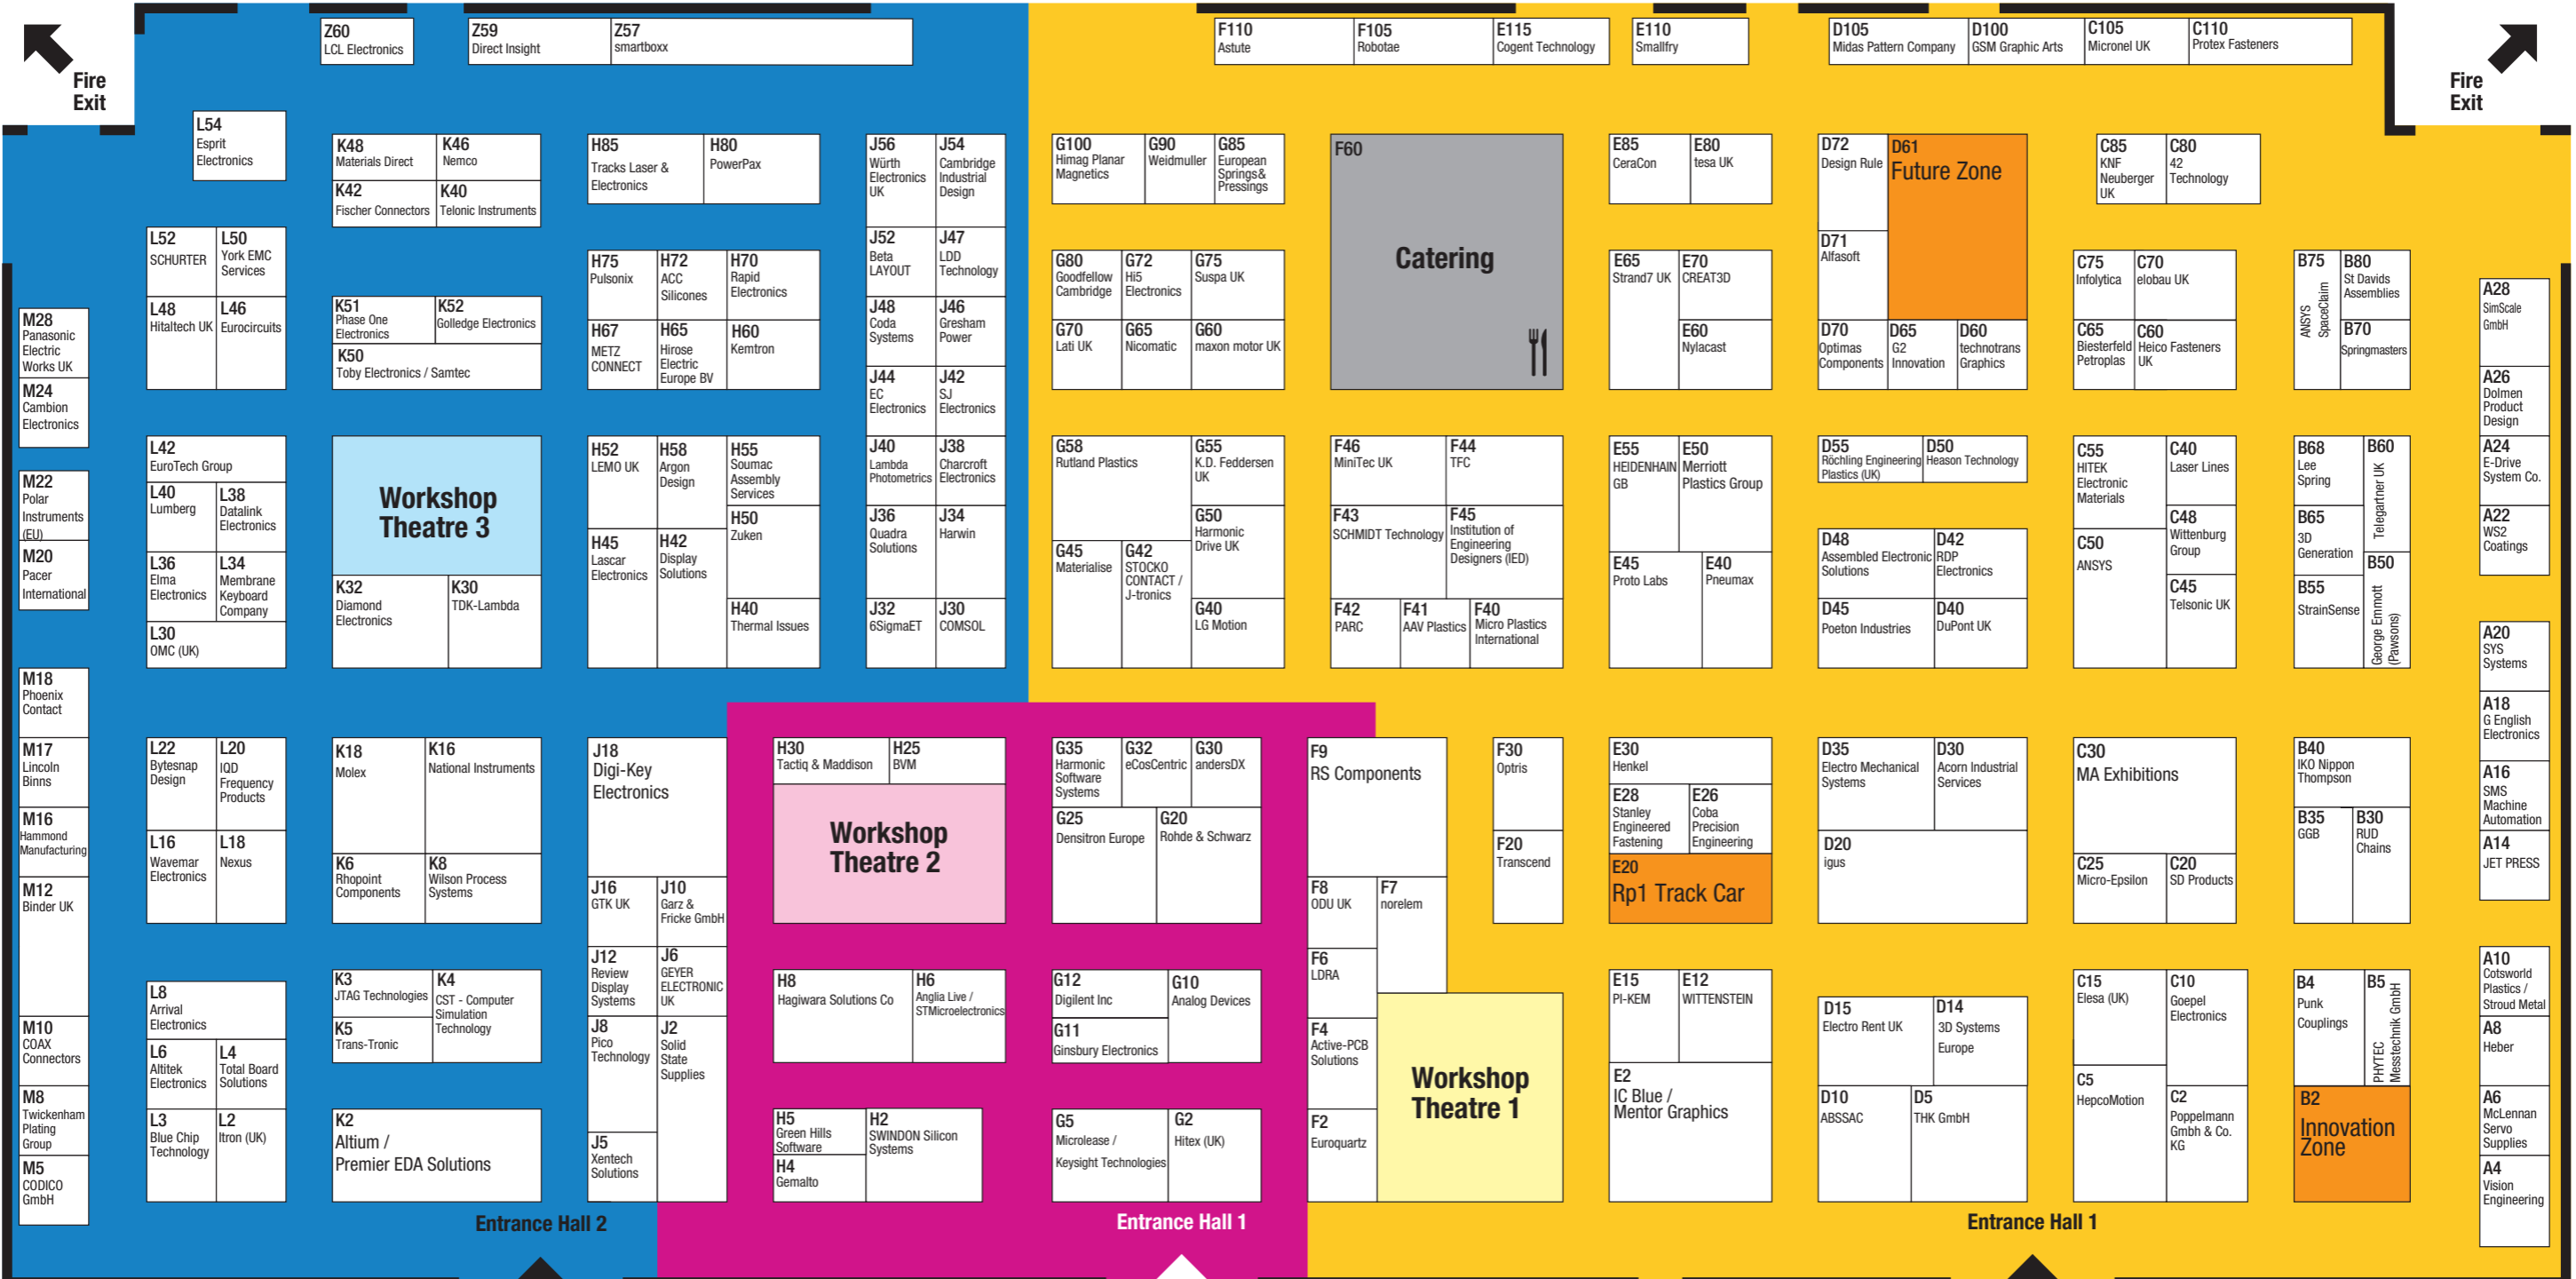 Fire
Exit
Z60
LCL Electronics
Z59
Direct Insight
Z57
smartboxx
F110
Astute
F105
Robotae
E115
Cogent Technology
E110
Smallfry
D105
Midas Pattern Company
D100
GSM Graphic Arts
C105
Micronel UK
C110
Protex Fasteners
Fire
Exit
L54
Esprit
Electronics
K48
Materials Direct
K46
Nemco
K42
Fischer Connectors
K40
Telonic Instruments
H85
Tracks Laser &
Electronics
H80
PowerPax
J56
Würth
Electronics
UK
J54
Cambridge
Industrial
Design
G100
Himag Planar
Magnetics
G90
Weidmuller
G85
European
Springs&
Pressings
F60
Catering
E85
CeraCon
E80
tesa UK
D72
Design Rule
D61
Future Zone
D71
Alfasoft
C85
KNF
Neuberger
UK
C80
42
Technology
L52
SCHURTER
L50
York EMC
Services
L48
Hitaltech UK
L46
Eurocircuits
K51
Phase One
Electronics
K52
Golledge Electronics
K50
Toby Electronics / Samtec
H75
Pulsonix
H72
ACC
Silicones
H70
Rapid
Electronics
H67
METZ
CONNECT
H65
Hirose
Electric
Europe BV
H60
Kemtron
J52
Beta
LAYOUT
J47
LDD
Technology
J48
Coda
Systems
J46
Gresham
Power
J44
EC
Electronics
J42
SJ
Electronics
G80
Goodfellow
Cambridge
G72
Hi5
Electronics
G75
Suspa UK
G70
Lati UK
G65
Nicomatic
G60
maxon motor UK
E65
Strand7 UK
E70
CREAT3D
E60
Nylacast
D70
Optimas
Components
D65
G2
Innovation
D60
technotrans
Graphics
C75
Infolytica
C70
elobau UK
C65
Biesterfeld
Petroplas
C60
Heico Fasteners
UK
B75
ANSYS
SpaceClaim
B80
St Davids
Assemblies
B70
Springmasters
A28
SimScale
GmbH
A26
Dolmen
Product
Design
A24
E-Drive
System Co.
A22
WS2
Coatings
M28
Panasonic
Electric
Works UK
M24
Cambion
Electronics
M22
Polar
Instruments
(EU)
M20
Pacer
International
L42
EuroTech Group
L40
Lumberg
L38
Datalink
Electronics
L36
Elma
Electronics
L34
Membrane
Keyboard
Company
L30
OMC (UK)
Workshop
Theatre 3
K32
Diamond
Electronics
K30
TDK-Lambda
H52
LEMO UK
H58
Argon
Design
H55
Soumac
Assembly
Services
H50
Zuken
H45
Lascar
Electronics
H42
Display
Solutions
H40
Thermal Issues
J40
Lambda
Photometrics
J38
Charcroft
Electronics
J36
Quadra
Solutions
J34
Harwin
J32
6SigmaET
J30
COMSOL
G58
Rutland Plastics
G55
K.D. Feddersen
UK
G50
Harmonic
Drive UK
G45
Materialise
G42
STOCKO
CONTACT /
J-tronics
G40
LG Motion
F46
MiniTec UK
F44
TFC
F43
SCHMIDT Technology
F45
Institution of
Engineering
Designers (IED)
F42
PARC
F41
AAV Plastics
F40
Micro Plastics
International
E55
HEIDENHAIN
GB
E50
Merriott
Plastics Group
E45
Proto Labs
E40
Pneumax
D55
Röchling Engineering
Plastics (UK)
D50
Heason Technology
D48
Assembled Electronic
Solutions
D42
RDP
Electronics
D45
Poeton Industries
D40
DuPont UK
C55
HITEK
Electronic
Materials
C40
Laser Lines
C48
Wittenburg
Group
C50
ANSYS
C45
Telsonic UK
B68
Lee
Spring
B60
Telegartner UK
B65
3D
Generation
B50
George Emmott
(Pawsons)
B55
StrainSense
A20
SYS
Systems
A18
G English
Electronics
A16
SMS
Machine
Automation
A14
JET PRESS
M18
Phoenix
Contact
M17
Lincoln
Binns
M16
Hammond
Manufacturing
M12
Binder UK
M10
COAX
Connectors
M8
Twickenham
Plating
Group
M5
CODICO
GmbH
L22
Bytesnap
Design
L20
IQD
Frequency
Products
L16
Wavemar
Electronics
L18
Nexus
K18
Molex
K16
National Instruments
K6
Rhopoint
Components
K8
Wilson Process
Systems
J18
Digi-Key
Electronics
J16
GTK UK
J10
Garz &
Fricke GmbH
J12
Review
Display
Systems
J6
GEYER
ELECTRONIC
UK
J8
Pico
Technology
J2
Solid
State
Supplies
J5
Xentech
Solutions
H30
Tactiq & Maddison
H25
BVM
Workshop
Theatre 2
G35
Harmonic
Software
Systems
G32
eCosCentric
G30
andersDX
G25
Densitron Europe
G20
Rohde & Schwarz
F9
RS Components
F8
ODU UK
F7
norelem
F6
LDRA
F4
Active-PCB
Solutions
F2
Euroquartz
Workshop
Theatre 1
F30
Optris
F20
Transcend
E30
Henkel
E28
Stanley
Engineered
Fastening
E26
Coba
Precision
Engineering
E20
Rp1 Track Car
D35
Electro Mechanical
Systems
D30
Acorn Industrial
Services
D20
igus
C30
MA Exhibitions
C25
Micro-Epsilon
C20
SD Products
B40
IKO Nippon
Thompson
B35
GGB
B30
RUD
Chains
L8
Arrival
Electronics
L6
Altitek
Electronics
L4
Total Board
Solutions
L3
Blue Chip
Technology
L2
Itron (UK)
K3
JTAG Technologies
K4
CST - Computer
Simulation
Technology
K5
Trans-Tronic
K2
Altium /
Premier EDA Solutions
H8
Hagiwara Solutions Co
H6
Anglia Live /
STMicroelectronics
H5
Green Hills
Software
H4
Gemalto
H2
SWINDON Silicon
Systems
G12
Digilent Inc
G10
Analog Devices
G11
Ginsbury Electronics
G5
Microlease /
Keysight Technologies
G2
Hitex (UK)
E15
PI-KEM
E12
WITTENSTEIN
E2
IC Blue /
Mentor Graphics
D15
Electro Rent UK
D14
3D Systems
Europe
D10
ABSSAC
D5
THK GmbH
C15
Elesa (UK)
C10
Goepel
Electronics
C5
HepcoMotion
C2
Poppelmann
Gmbh & Co.
KG
B4
Punk
Couplings
B5
PHYTEC
Messtechnik GmbH
B2
Innovation
Zone
A10
Cotsworld
Plastics /
Stroud Metal
A8
Heber
A6
McLennan
Servo
Supplies
A4
Vision
Engineering
Entrance Hall 2
Entrance Hall 1
Entrance Hall 1